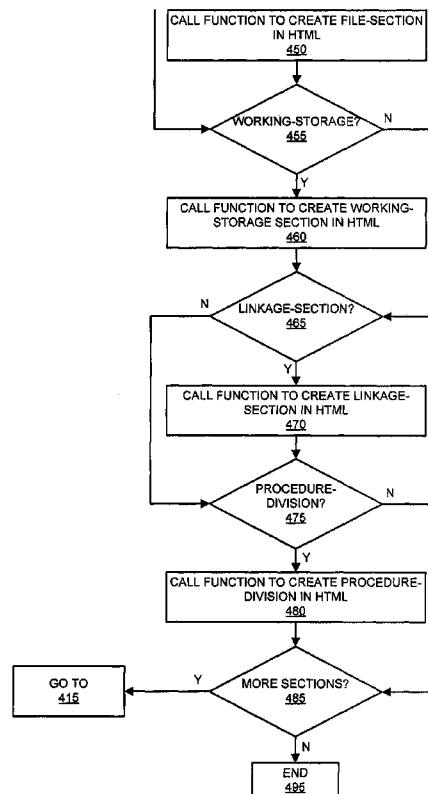 CALL FUNCTION TO CREATE FILE-SECTION
IN HTML
450
WORKING-STORAGE?
455
N
Y
CALL FUNCTION TO CREATE WORKING-
STORAGE SECTION IN HTML
460
N
LINKAGE-SECTION?
465
Y
CALL FUNCTION TO CREATE LINKAGE-
SECTION IN HTML
470
PROCEDURE-
DIVISION?
475
N
Y
CALL FUNCTION TO CREATE PROCEDURE-
DIVISION IN HTML
480
GO TO
415
Y
MORE SECTIONS?
485
N
END
495